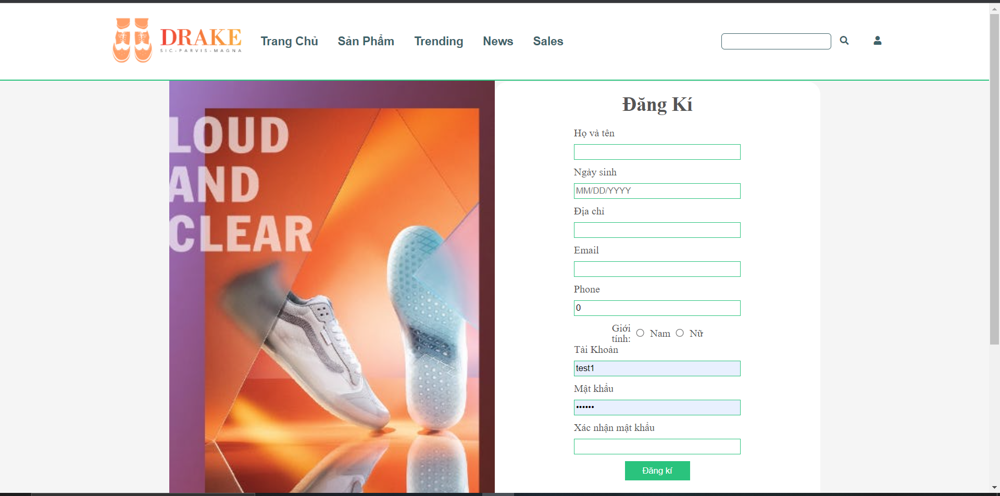 DRAKE
SIC-PARVIS-MAGNA
Trang Chủ
Sản Phẩm
Trending
News
Sales
LOUD
AND
CLEAR
Đăng Kí
Họ và tên
Ngày sinh
MM/DD/YYYY
Địa chỉ
Email
Phone
0
Giới
tính:
Nam
Nữ
Tài Khoản
test1
Mật khẩu
••••••
Xác nhận mật khẩu
Đăng kí